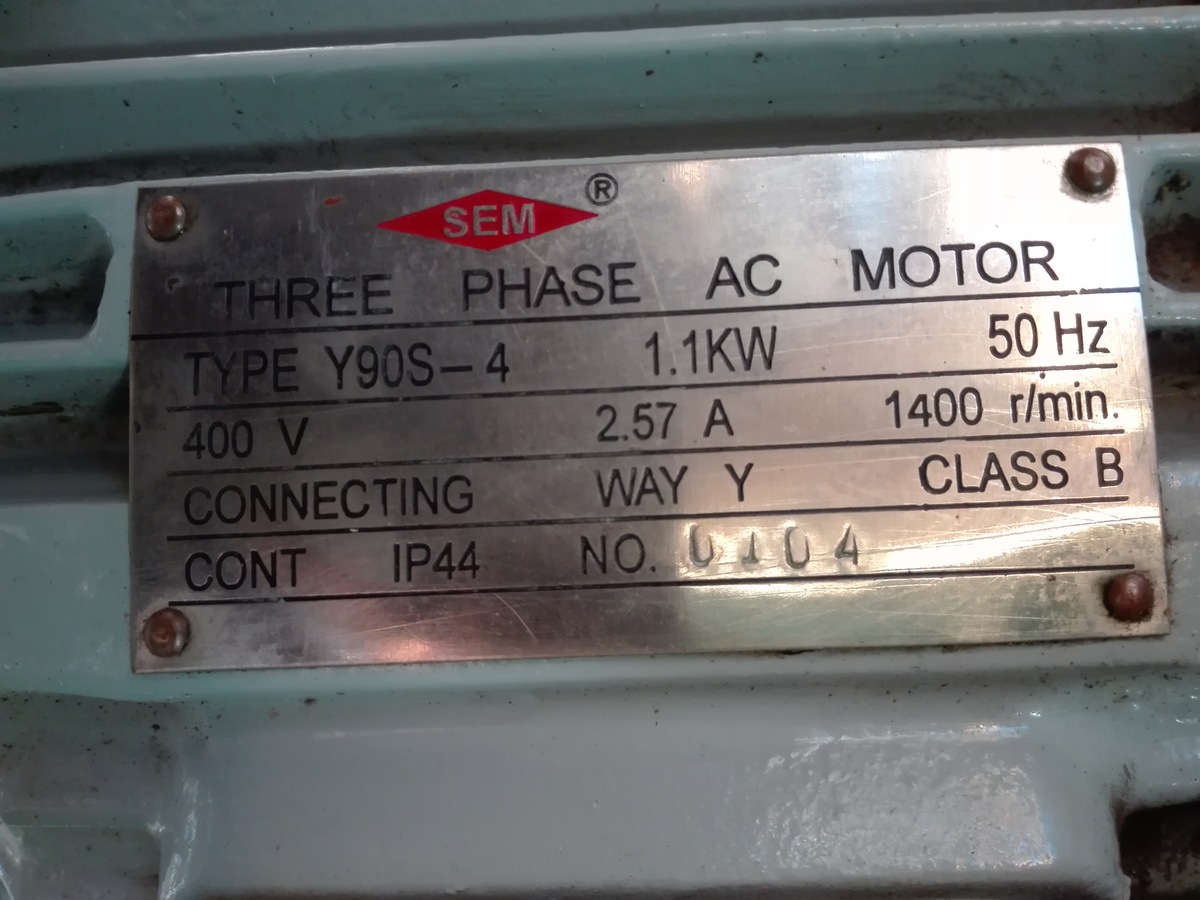 SEM ®
THREE PHASE AC MOTOR
TYPE Y90S-4 1.1KW 50 Hz
400 V 2.57 A 1400 r/min.
CONNECTING WAY Y CLASS B
CONT IP44 NO. 0104